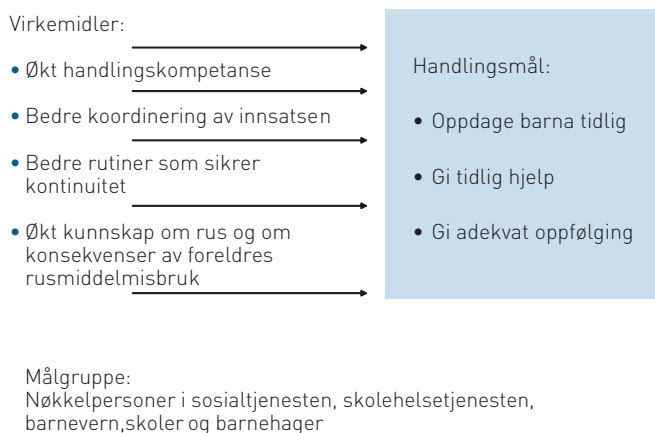 Virkemidler:
• Økt handlingskompetanse
• Bedre koordinering av innsatsen
• Bedre rutiner som sikrer
kontinuitet
• Økt kunnskap om rus og om
konsekvenser av foreldres
rusmiddelmisbruk
Handlingsmål:
• Oppdage barna tidlig
• Gi tidlig hjelp
• Gi adekvat oppfølging
Målgruppe:
Nøkkelpersoner i sosialtjenesten, skolehelsetjenesten,
barnevern,skoler og barnehager